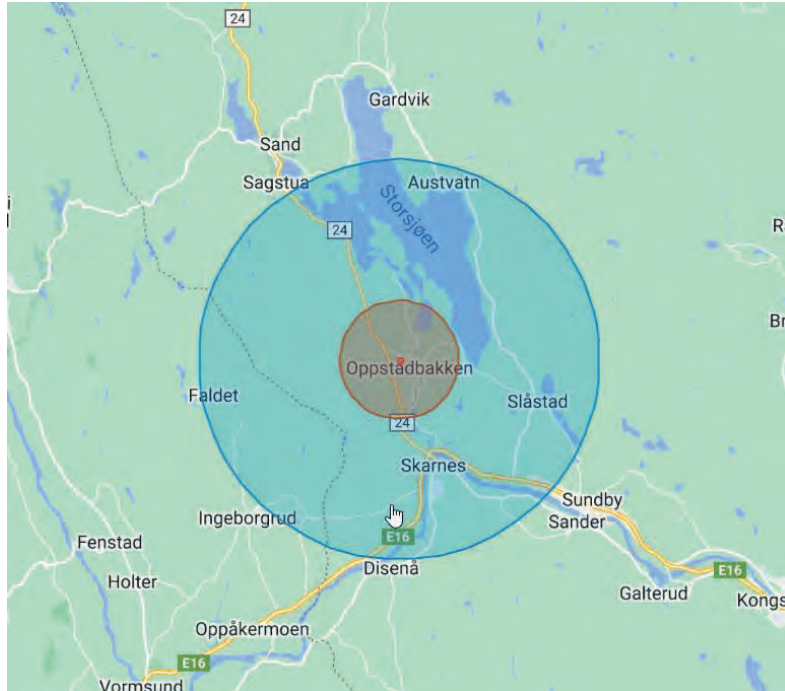 24
Gardvik
Sand
Sagstua
Austvatn
Storsjøen
24
Oppstadbakken
Faldet
Slåstad
24
Skarnes
Sundby
Sander
Ingeborgrud
E16
Fenstad
Disenå
E16
Holter
Galterud
Kongs
Oppåkermoen
E16
Vormsund